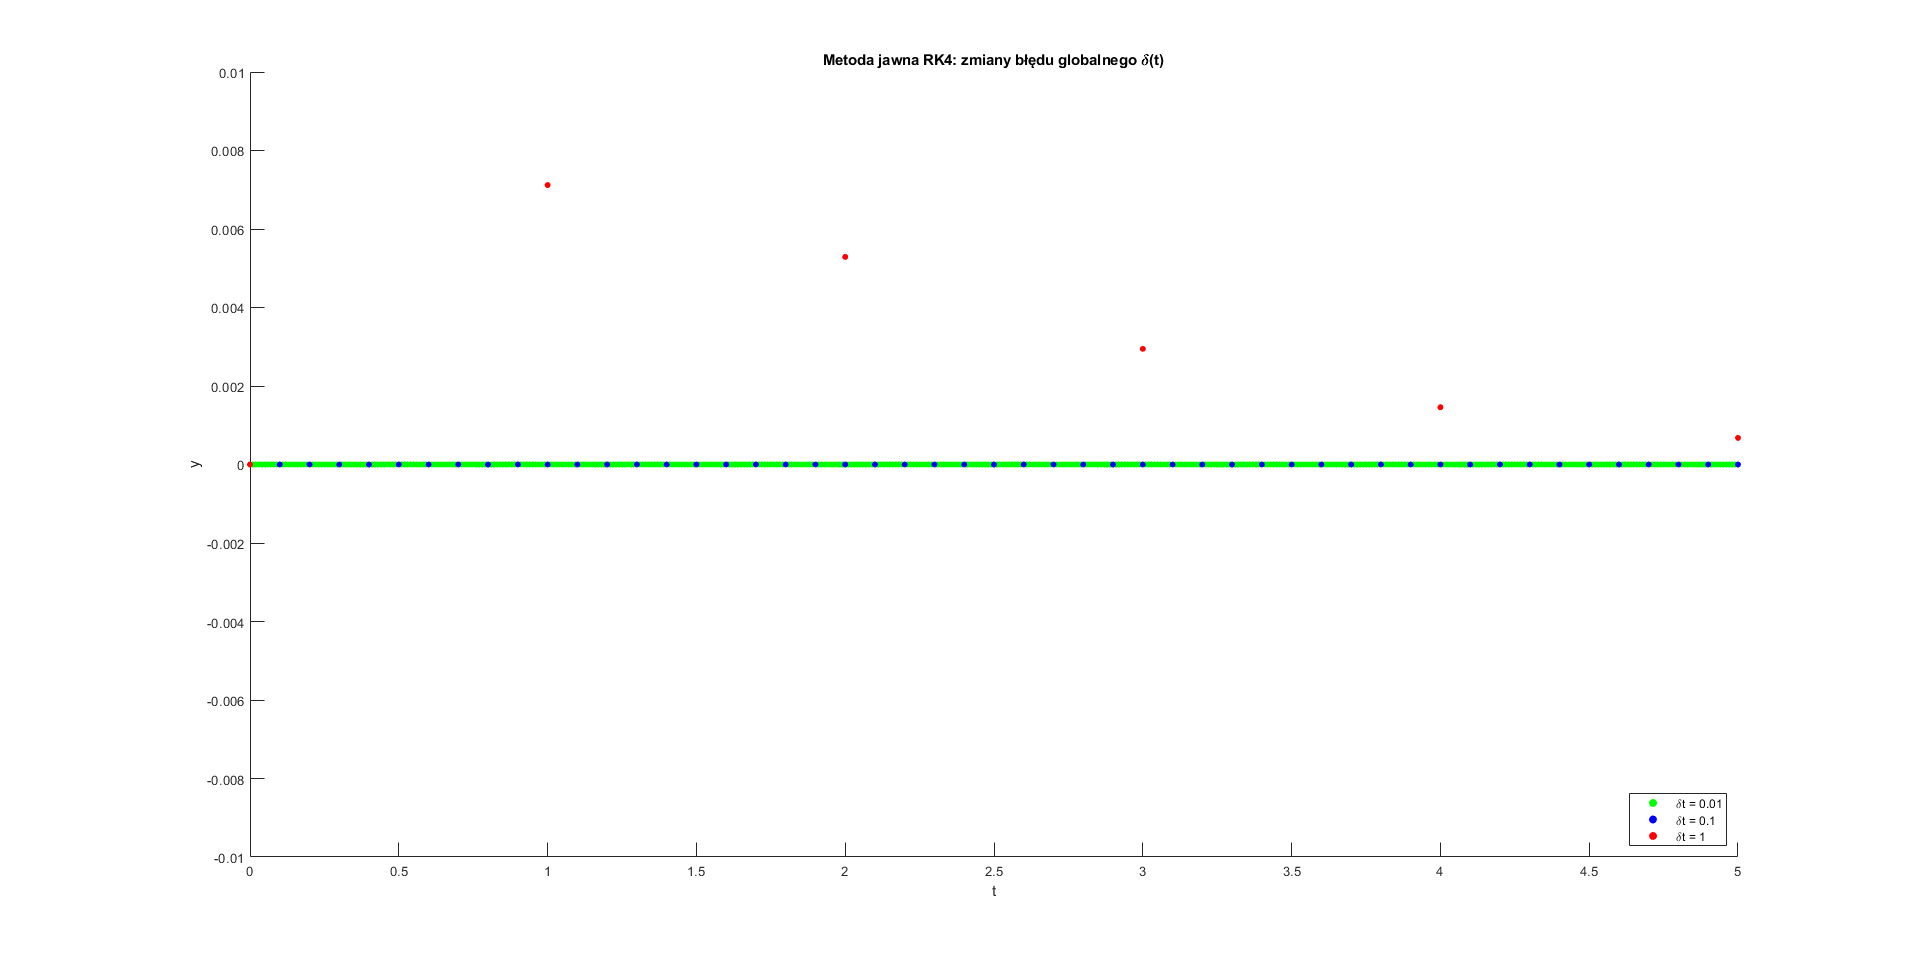 Metoda jawna RK4: zmiany błędu globalnego δ(t)
0.01
0.008
0.006
0.004
0.002
0
-0.002
-0.004
-0.006
-0.008
-0.01
y
0 0.5 1 1.5 2 2.5 3 3.5 4 4.5 5
t
δt = 0.01
δt = 0.1
δt = 1